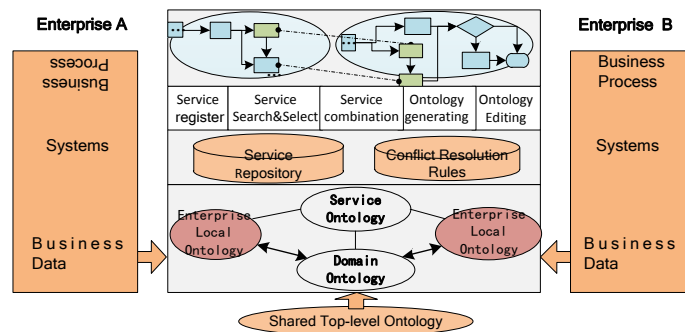 Enterprise A
Enterprise B
Business
Process
Systems
Business
Data
Service
register
Service
Search&Select
Service
combination
Ontology
generating
Ontology
Editing
Service
Repository
Conflict Resolution
Rules
Service
Ontology
Enterprise
Local
Ontology
Enterprise
Local
Ontology
Domain
Ontology
Business
Process
Systems
Business
Data
Shared Top-level Ontology